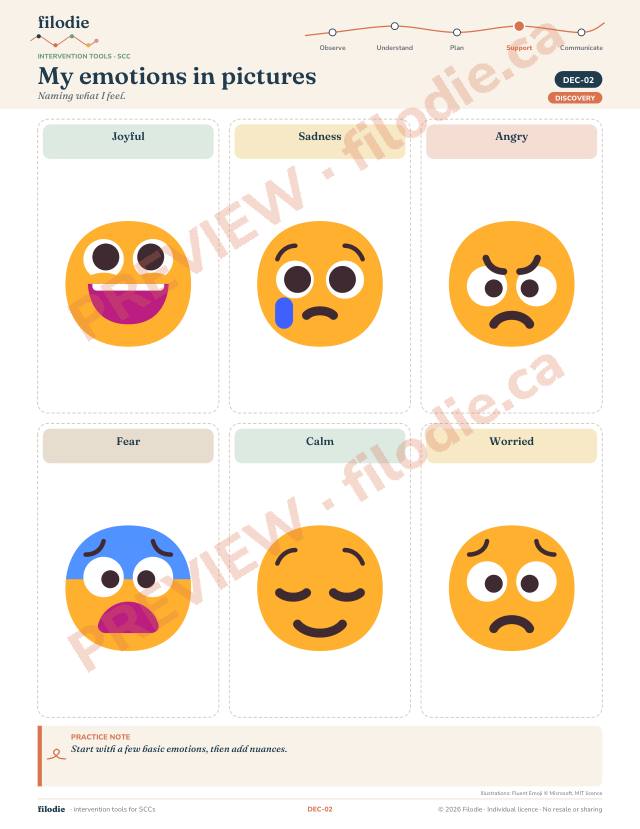 filodie
Observe Understand Plan Support Communicate
INTERVENTION TOOLS · SCC
My emotions in pictures
Naming what I feel.
DEC-02
DISCOVERY
Joyful Sadness Angry
PREVIEW · filodie.ca
Fear Calm Worried
PREVIEW · filodie.ca
PRACTICE NOTE
Start with a few basic emotions, then add nuances.
Illustrations: Fluent Emoji © Microsoft, MIT licence
filodie · intervention tools for SCCs DEC-02 © 2026 Filodie · Individual licence · No resale or sharing